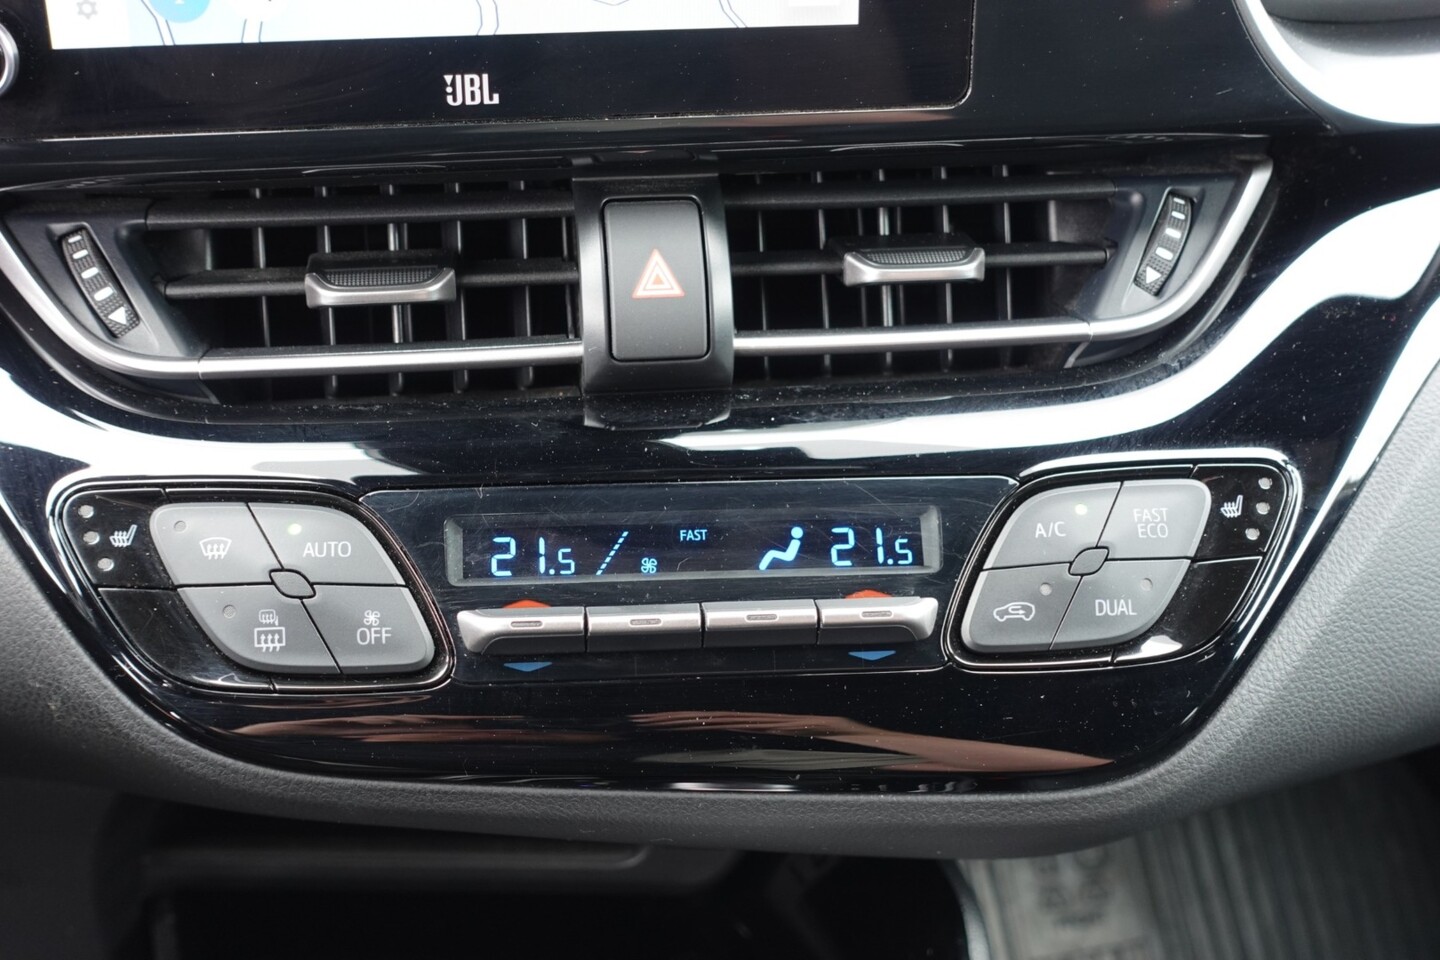 JBL
21.5
FAST
21.5
AUTO
OFF
A/C
FAST
ECO
DUAL